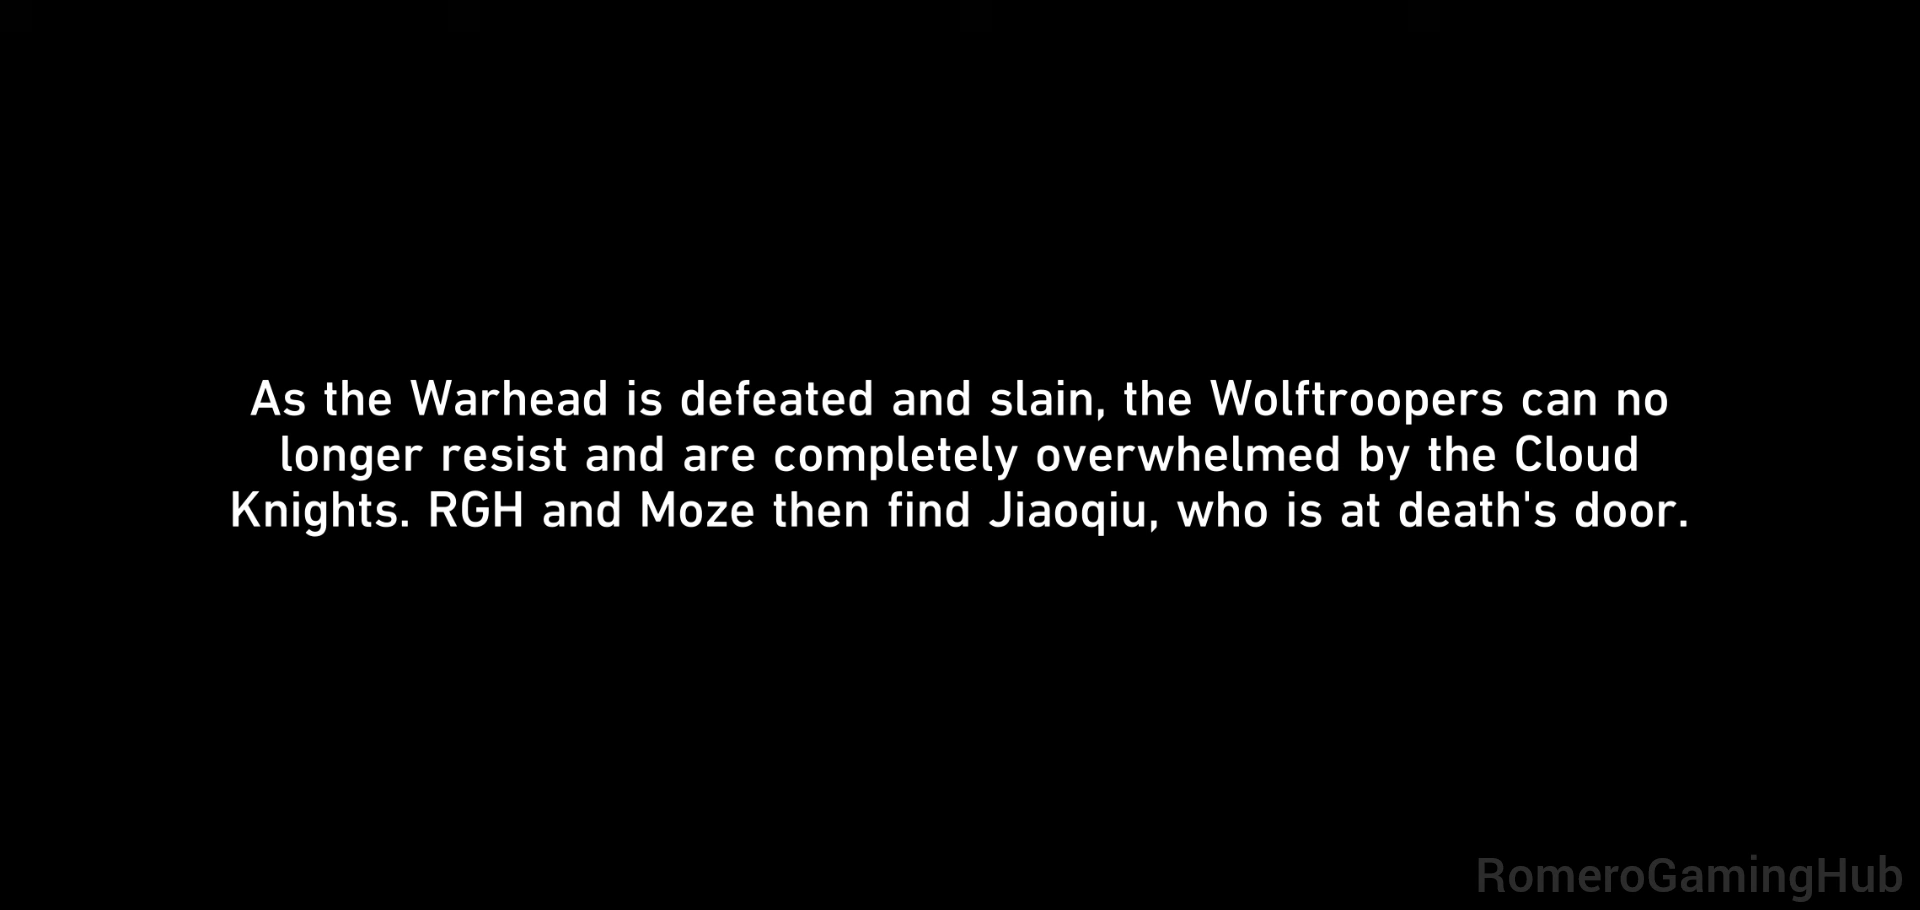 As the Warhead is defeated and slain, the Wolftroopers can no
longer resist and are completely overwhelmed by the Cloud
Knights. RGH and Moze then find Jiaoqiu, who is at death's door.
RomeroGamingHub